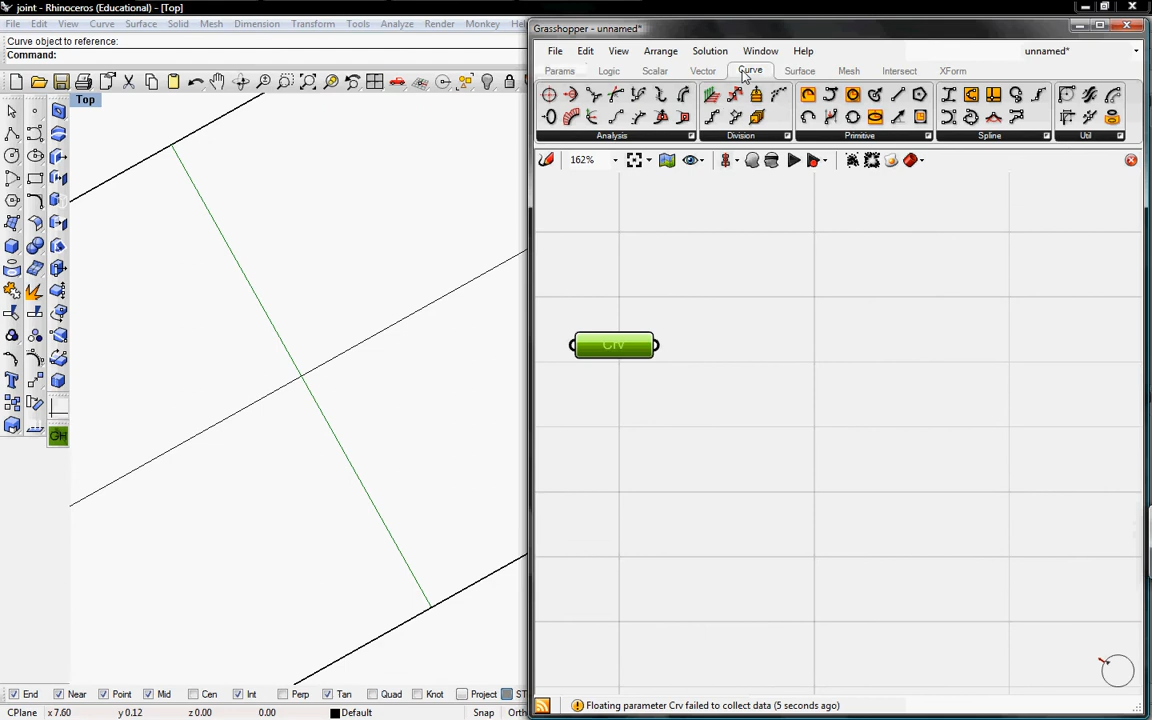 joint - Rhinoceros (Educational) - [Top]
File Edit View Curve Surface Solid Mesh Dimension Transform Tools Analyze Render Monkey
Curve object to reference:
Command:
Top
Grasshopper - unnamed*
File Edit View Arrange Solution Window Help
unnamed*
Params Logic Scalar Vector Curve Surface Mesh Intersect XForm
Analysis Division Primitive Spline Util
162%
Crv
GH
End Near Point Mid Cen Int Perp Tan Quad Knot Project
CPlane x 7.60 y 0.12 z 0.00 0.00 Default Snap
Floating parameter Crv failed to collect data (5 seconds ago)